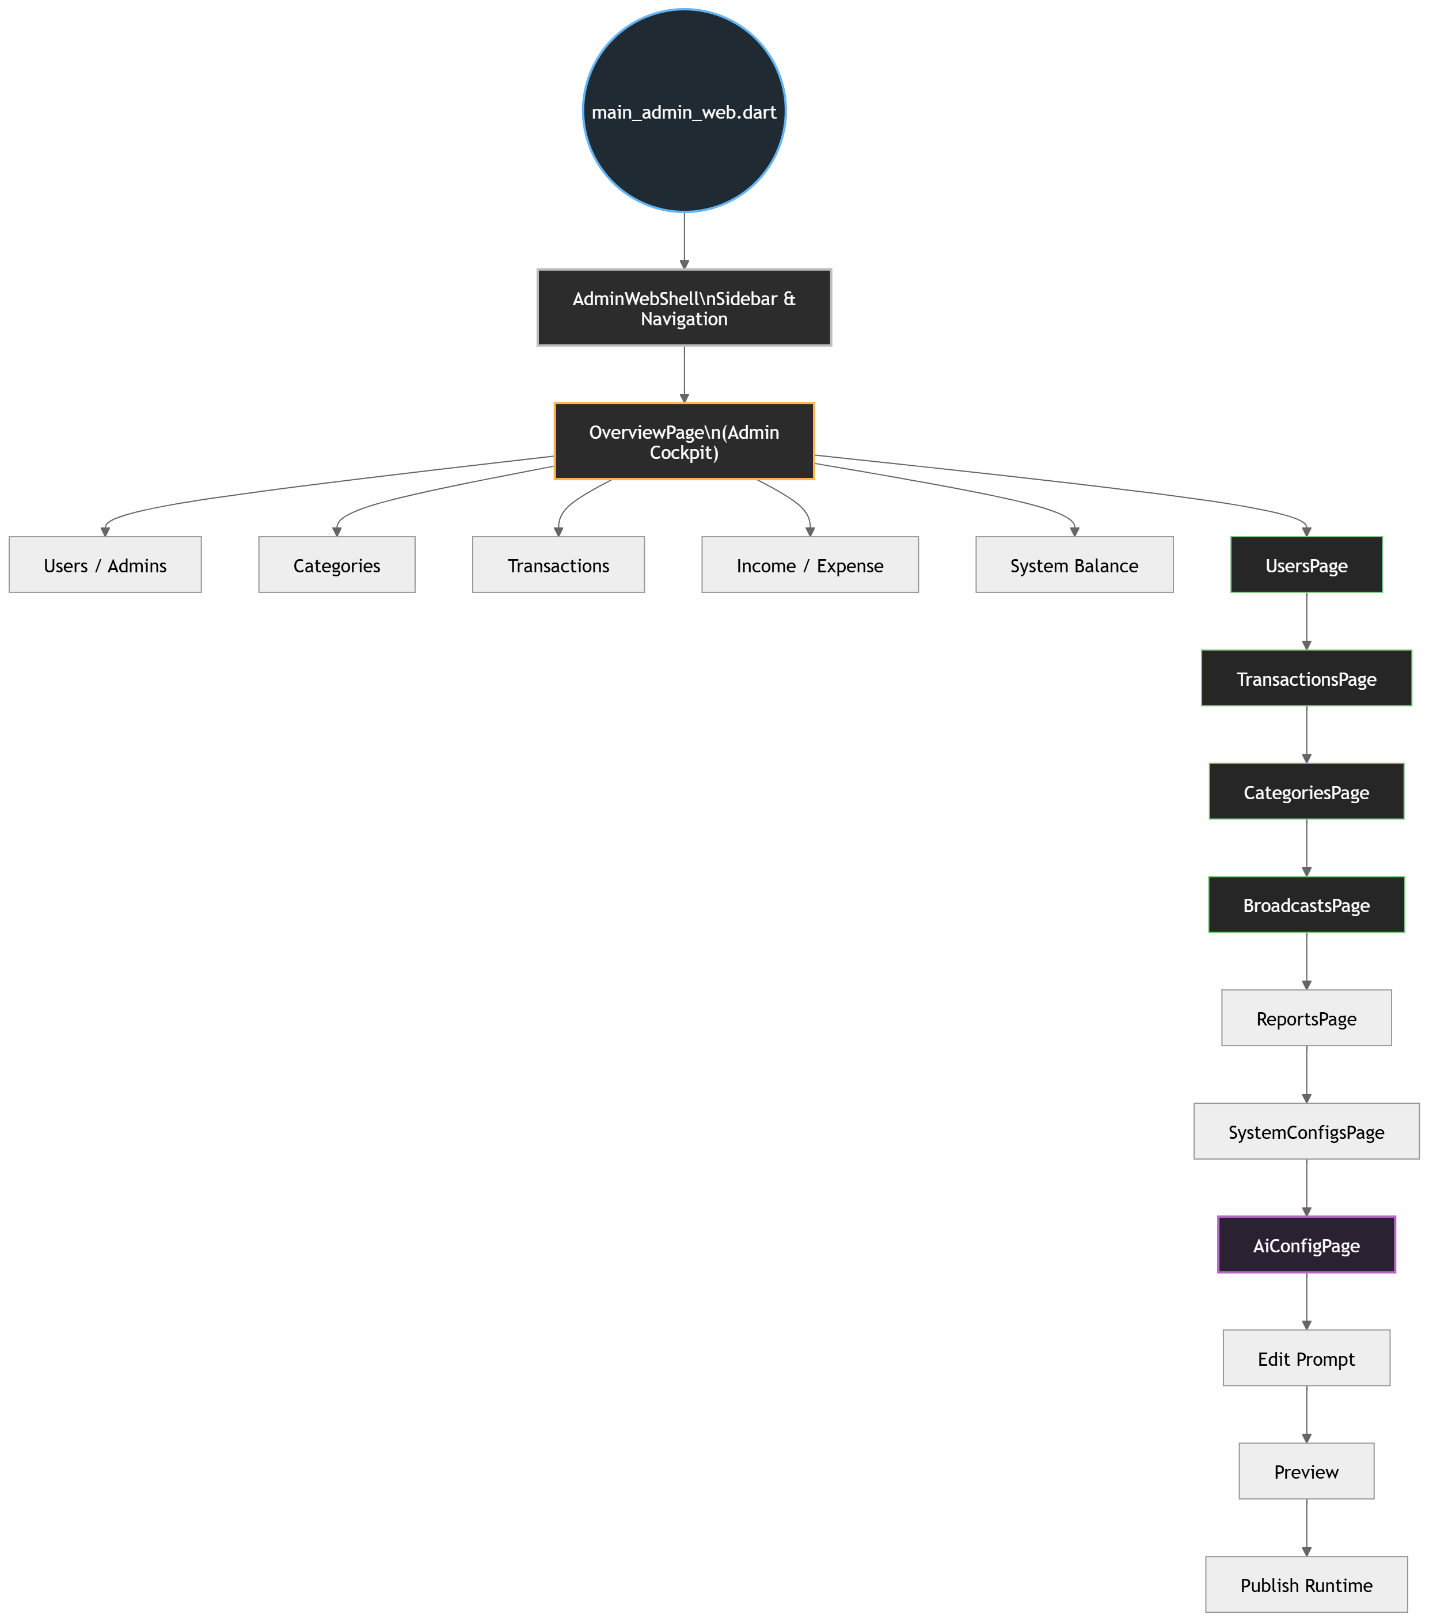 main_admin_web.dart
AdminWebShell\nSidebar &
Navigation
OverviewPage\n(Admin
Cockpit)
Users / Admins
Categories
Transactions
Income / Expense
System Balance
UsersPage
TransactionsPage
CategoriesPage
BroadcastsPage
ReportsPage
SystemConfigsPage
AiConfigPage
Edit Prompt
Preview
Publish Runtime